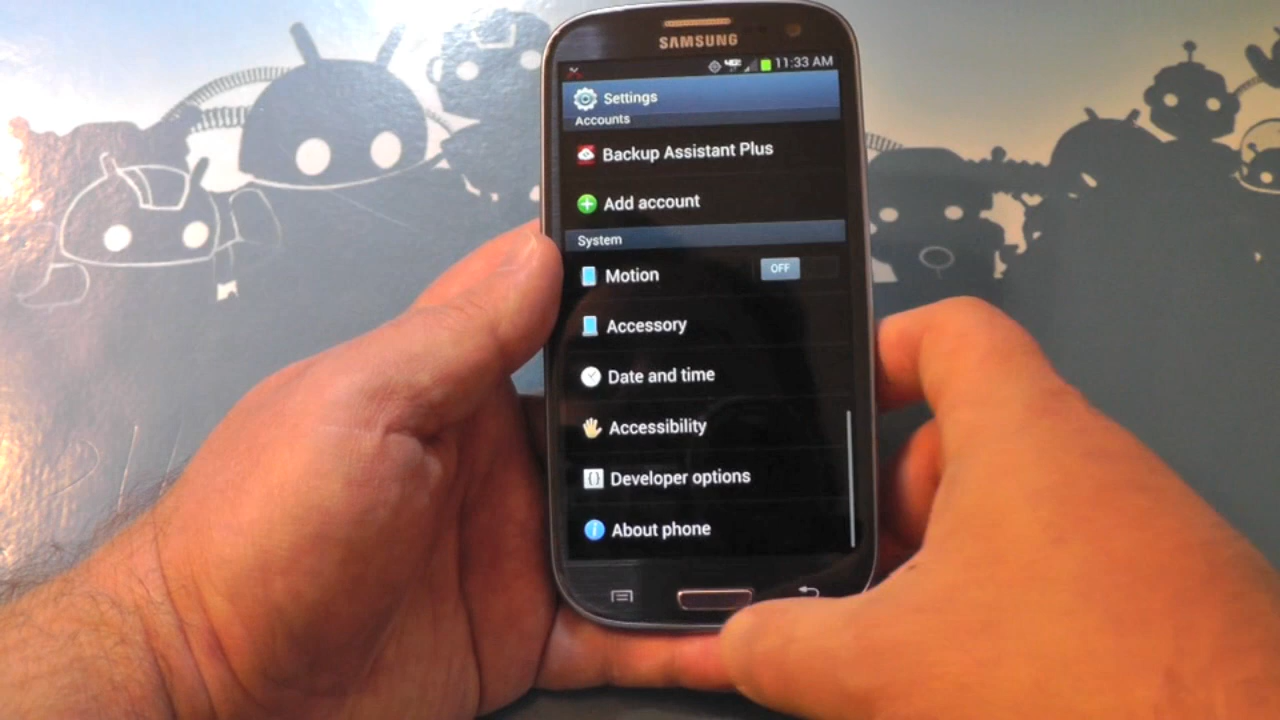 SAMSUNG
4G 11:33 AM
Settings
Accounts
Backup Assistant Plus
Add account
System
Motion OFF
Accessory
Date and time
Accessibility
Developer options
About phone